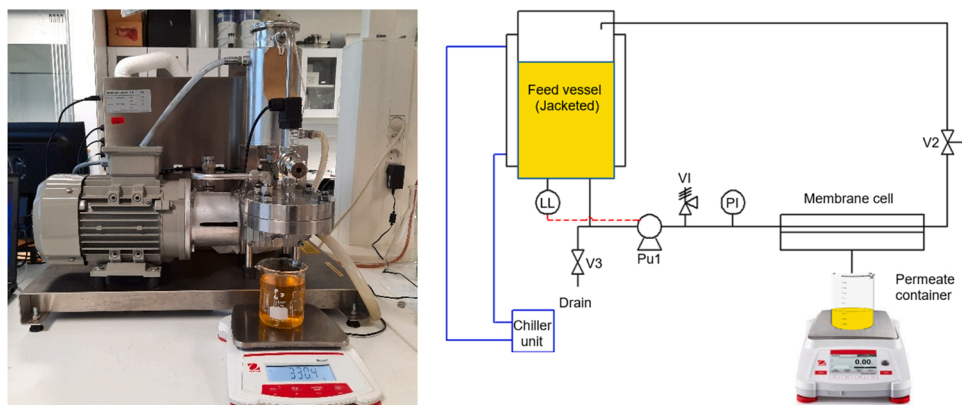 3304
OHAUS
Feed vessel
(Jacketed)
LL
V3
Drain
Chiller
unit
Pu1
VI
PI
Membrane cell
V2
Permeate
container
0.00